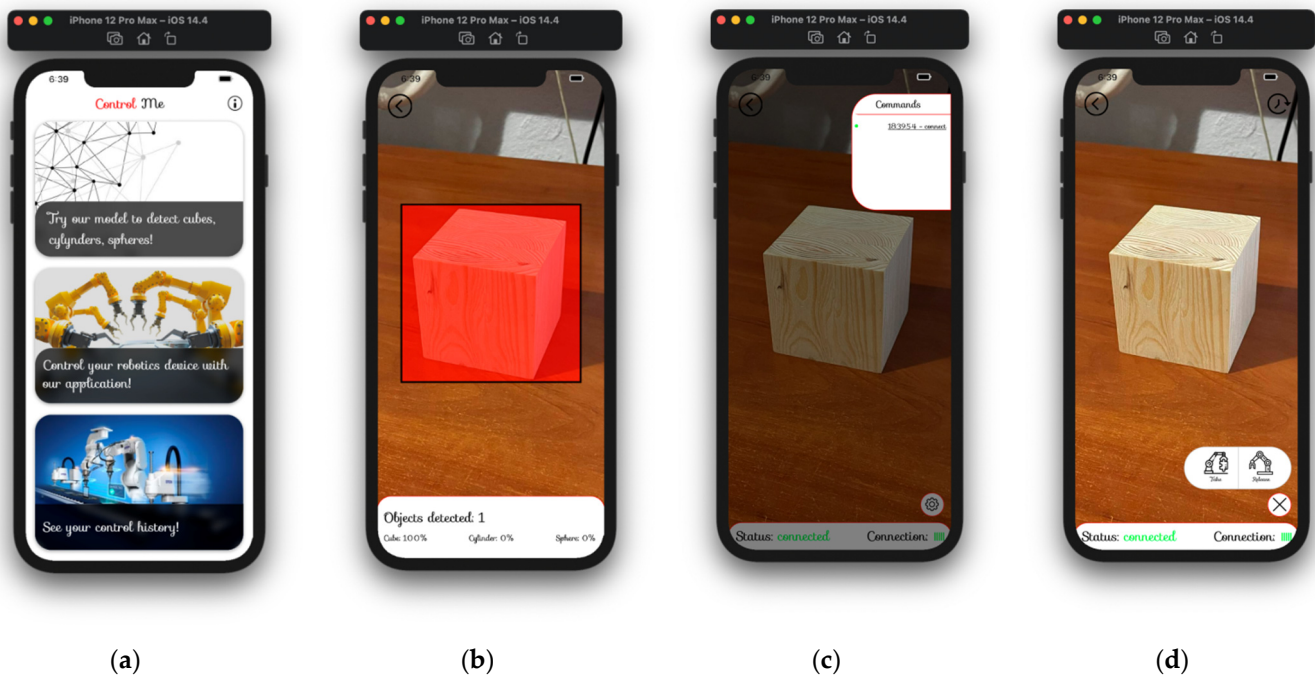 iPhone 12 Pro Max – iOS 14.4
6:39
Control Me
Try our model to detect cubes,
cylynders, spheres!
Control your robotics device with
our application!
See your control history!
(a)
iPhone 12 Pro Max – iOS 14.4
6:39
Objects detected: 1
Cube: 100%
Cylinder: 0%
Sphere: 0%
(b)
iPhone 12 Pro Max – iOS 14.4
6:39
Commands
18:39:54 - connect
Status: connected
Connection:
(c)
iPhone 12 Pro Max – iOS 14.4
6:39
Take
Release
Status: connected
Connection:
(d)